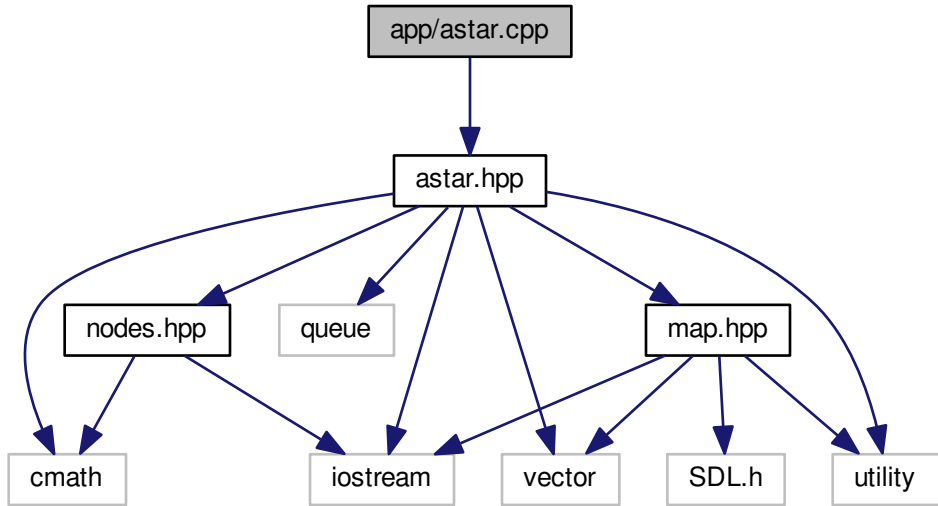 app/astar.cpp
astar.hpp
nodes.hpp
queue
map.hpp
cmath
iostream
vector
SDL.h
utility